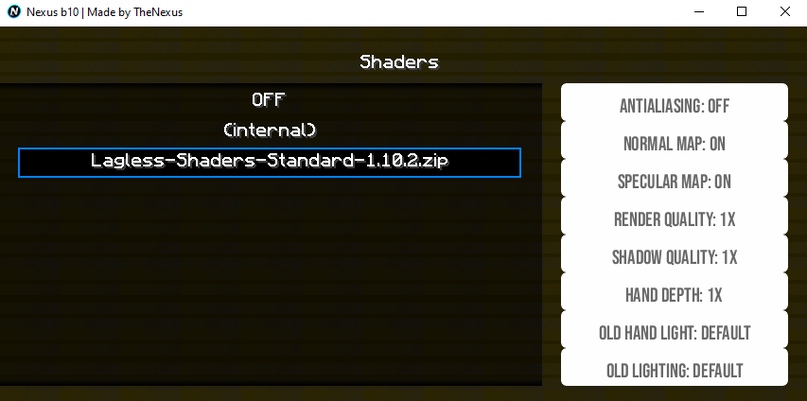 Nexus b10 | Made by TheNexus
Shaders
OFF
(internal)
Lagless-Shaders-Standard-1.10.2.zip
ANTIALIASING: OFF
NORMAL MAP: ON
SPECULAR MAP: ON
RENDER QUALITY: 1X
SHADOW QUALITY: 1X
HAND DEPTH: 1X
OLD HAND LIGHT: DEFAULT
OLD LIGHTING: DEFAULT